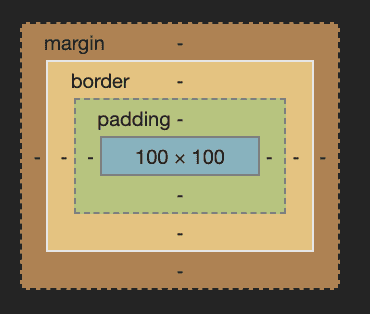 margin -
border -
padding -
- - - 100 × 100 - - -
-
-
-